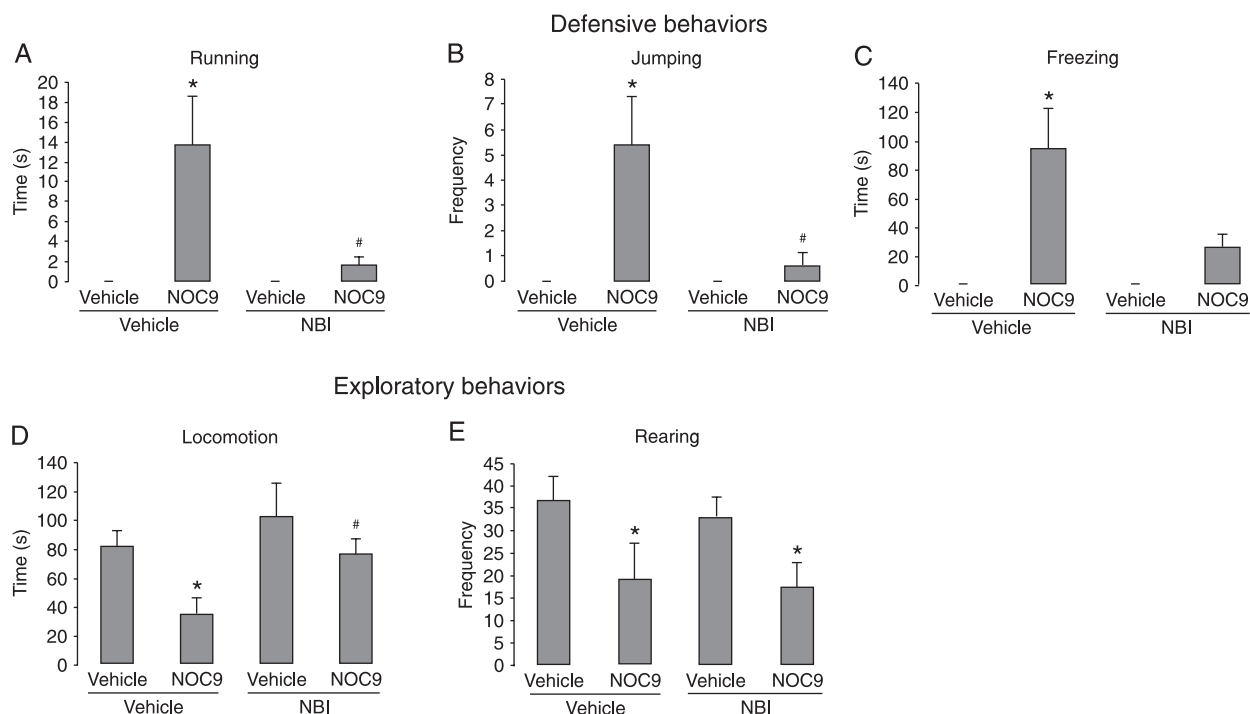 Defensive behaviors
A
Running
Time (s)
20
18
16
14
12
10
8
6
4
2
0
*
#
Vehicle NOC9 Vehicle NOC9
Vehicle NBI
B
Jumping
Frequency
8
7
6
5
4
3
2
1
0
*
#
Vehicle NOC9 Vehicle NOC9
Vehicle NBI
C
Freezing
Time (s)
140
120
100
80
60
40
20
0
*
Vehicle NOC9 Vehicle NOC9
Vehicle NBI
Exploratory behaviors
D
Locomotion
Time (s)
140
120
100
80
60
40
20
0
*
#
Vehicle NOC9 Vehicle NOC9
Vehicle NBI
E
Rearing
Frequency
45
40
35
30
25
20
15
10
5
0
*
*
Vehicle NOC9 Vehicle NOC9
Vehicle NBI